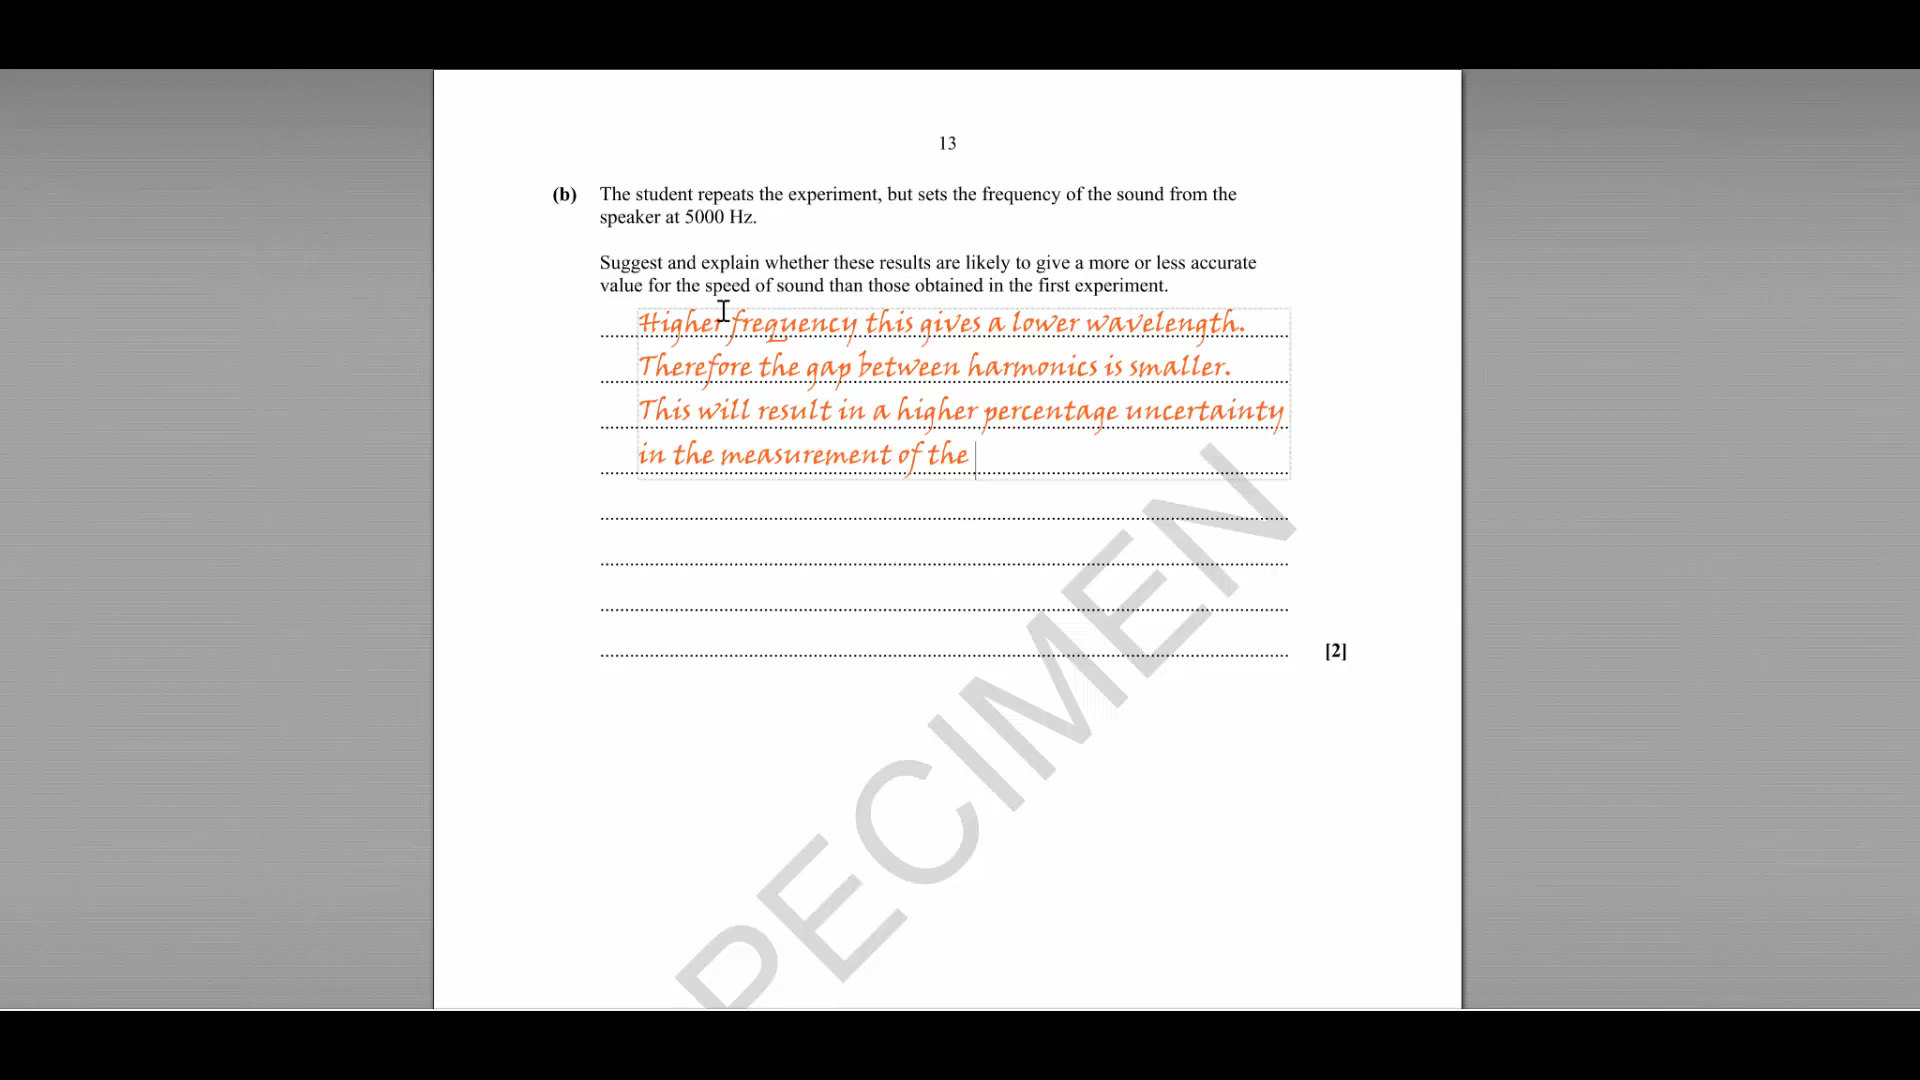 13
(b) The student repeats the experiment, but sets the frequency of the sound from the
speaker at 5000 Hz.
Suggest and explain whether these results are likely to give a more or less accurate
value for the speed of sound than those obtained in the first experiment.
Higher frequency this gives a lower wavelength.
Therefore the gap between harmonics is smaller.
This will result in a higher percentage uncertainty
in the measurement of the
[2]
PECIMEN